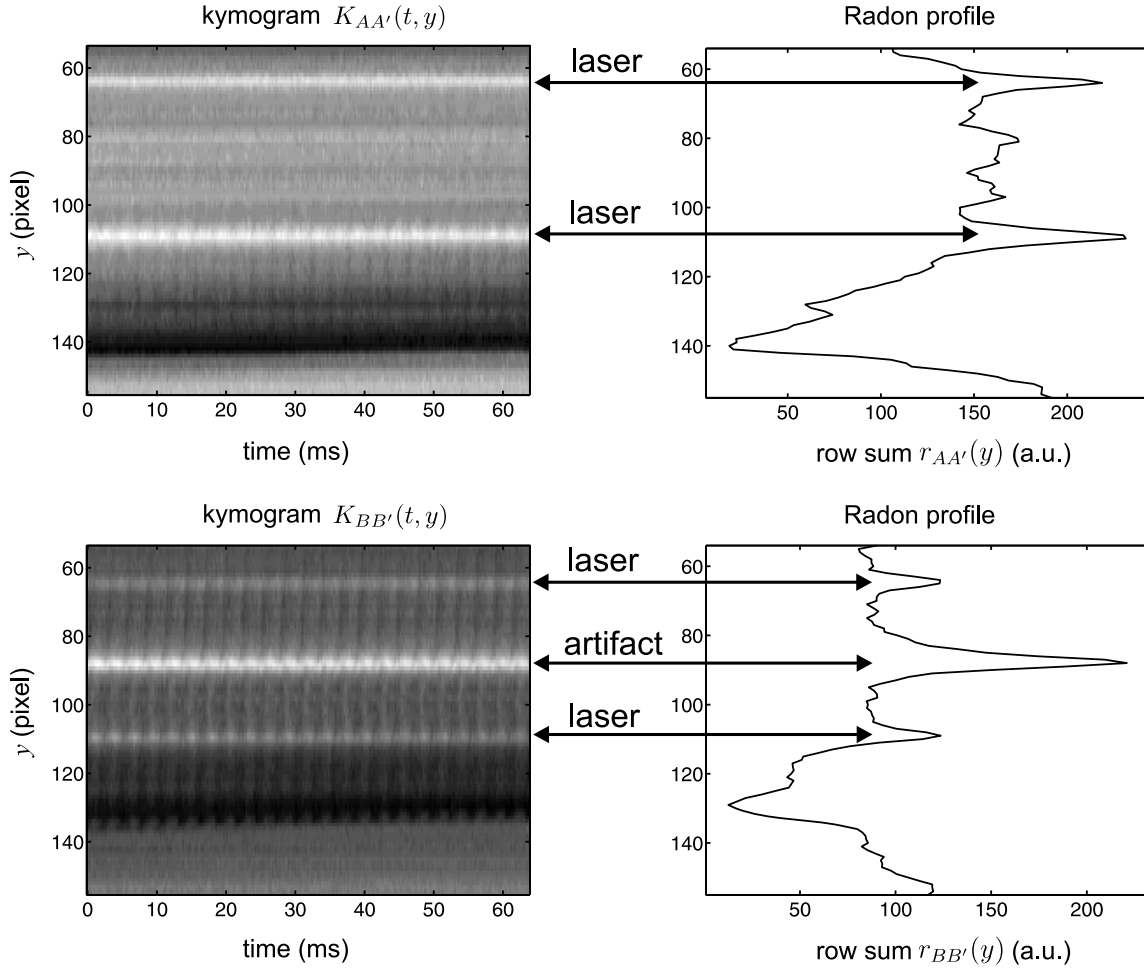 kymogram K_{AA'}(t, y)
Radon profile
laser
laser
y (pixel)
60
80
100
120
140
0 10 20 30 40 50 60
time (ms)
60
80
100
120
140
50 100 150 200
row sum r_{AA'}(y) (a.u.)
kymogram K_{BB'}(t, y)
Radon profile
laser
artifact
laser
y (pixel)
60
80
100
120
140
0 10 20 30 40 50 60
time (ms)
60
80
100
120
140
50 100 150 200
row sum r_{BB'}(y) (a.u.)